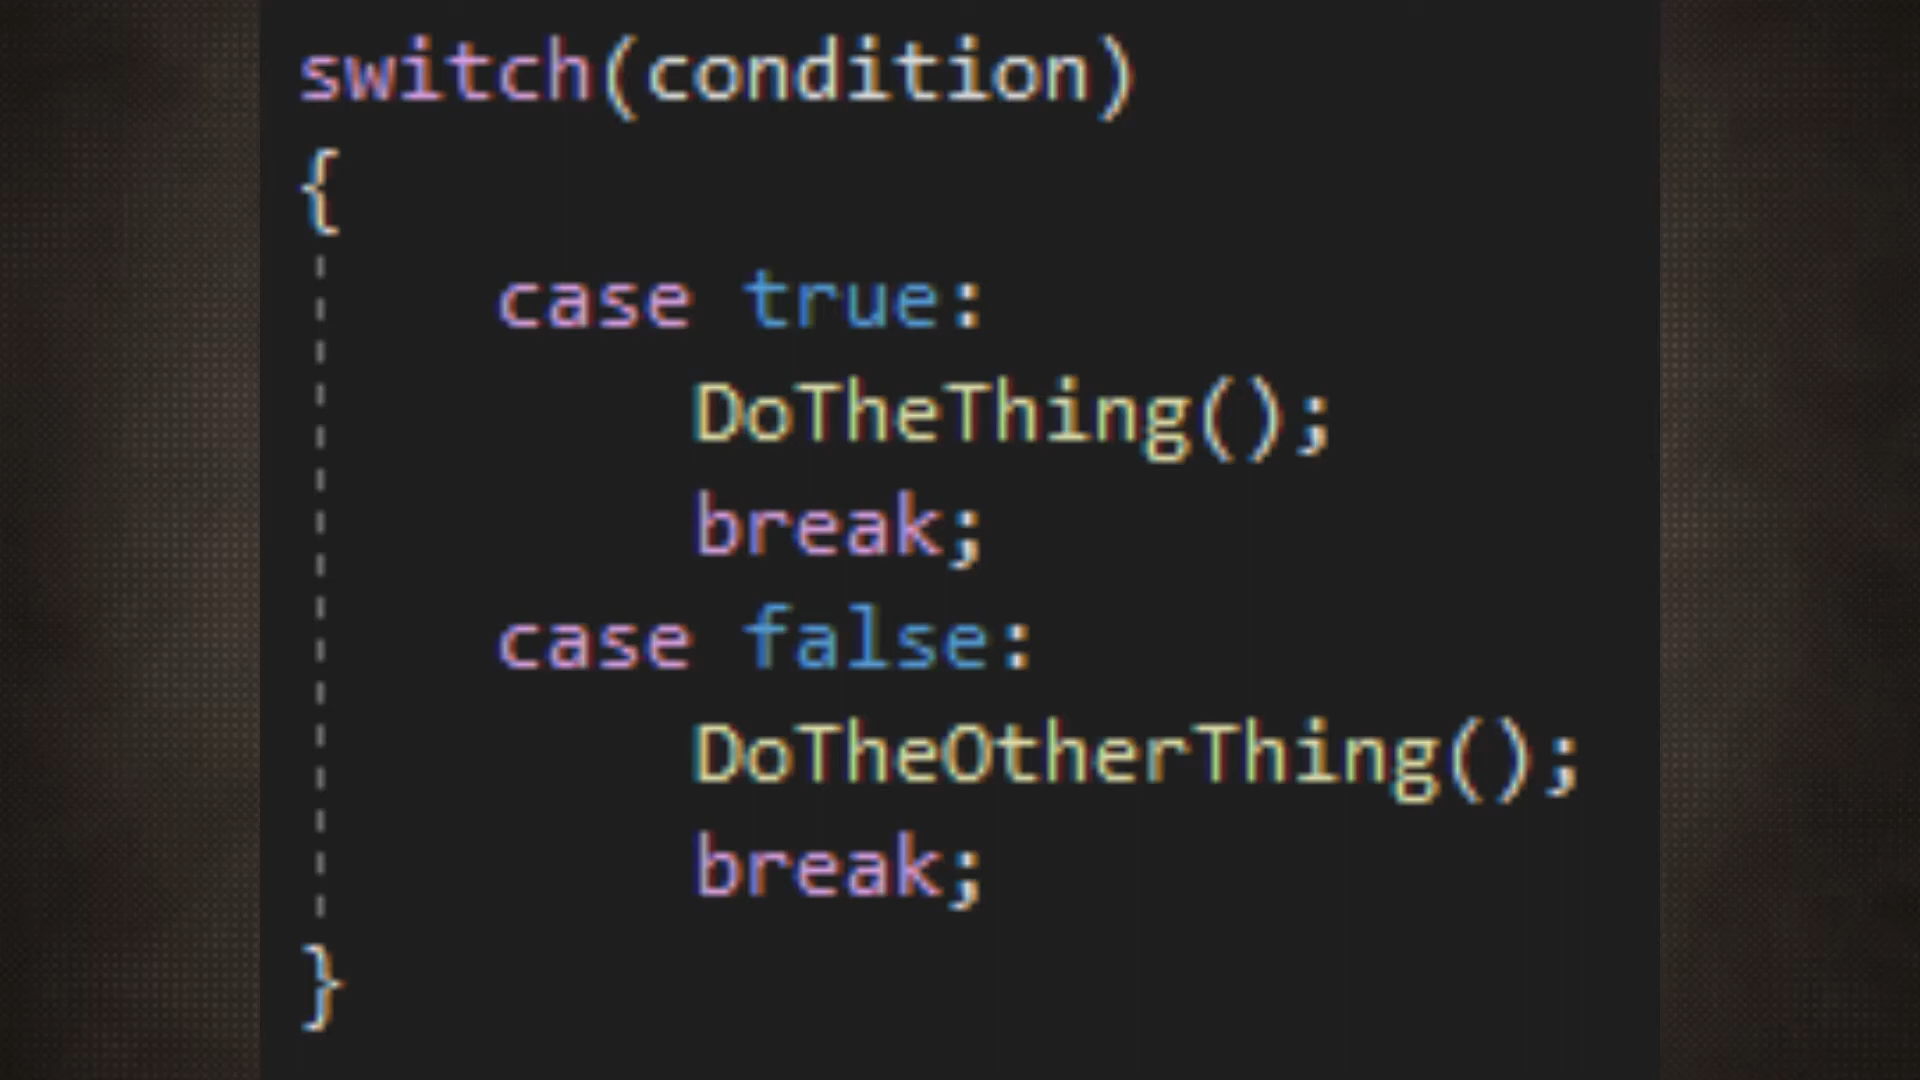 switch(condition)
{
case true:
DoTheThing();
break;
case false:
DoTheOtherThing();
break;
}